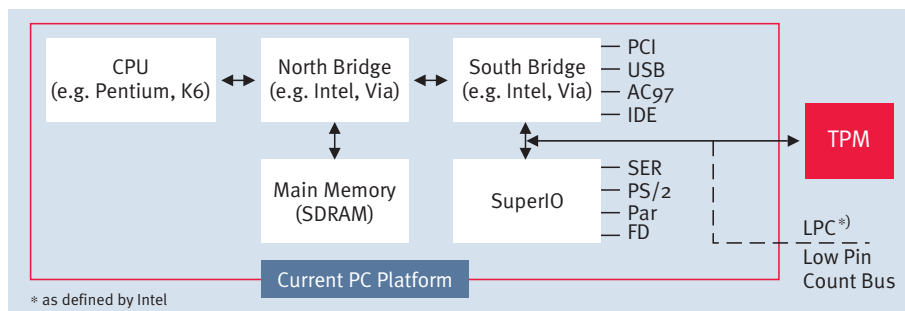 CPU
(e.g. Pentium, K6)
North Bridge
(e.g. Intel, Via)
South Bridge
(e.g. Intel, Via)
PCI
USB
AC97
IDE
TPM
Main Memory
(SDRAM)
SuperIO
SER
PS/2
Par
FD
LPC*)
Low Pin
Count Bus
Current PC Platform
* as defined by Intel